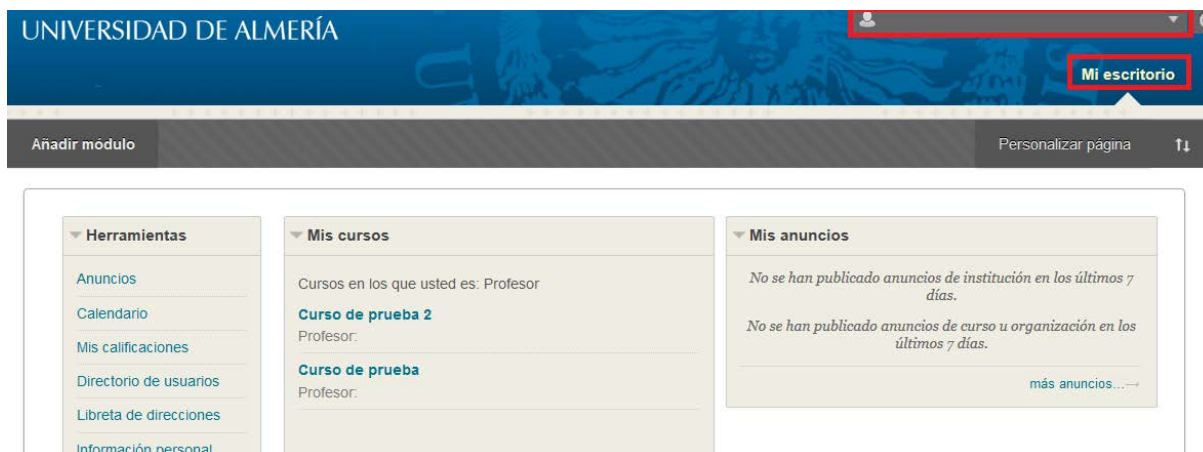 UNIVERSIDAD DE ALMERÍA
Mi escritorio
Añadir módulo
Personalizar página
Herramientas
Anuncios
Calendario
Mis calificaciones
Directorio de usuarios
Libreta de direcciones
Información personal
Mis cursos
Cursos en los que usted es: Profesor
Curso de prueba 2
Profesor:
Curso de prueba
Profesor:
Mis anuncios
No se han publicado anuncios de institución en los últimos 7
días.
No se han publicado anuncios de curso u organización en los
últimos 7 días.
más anuncios...→